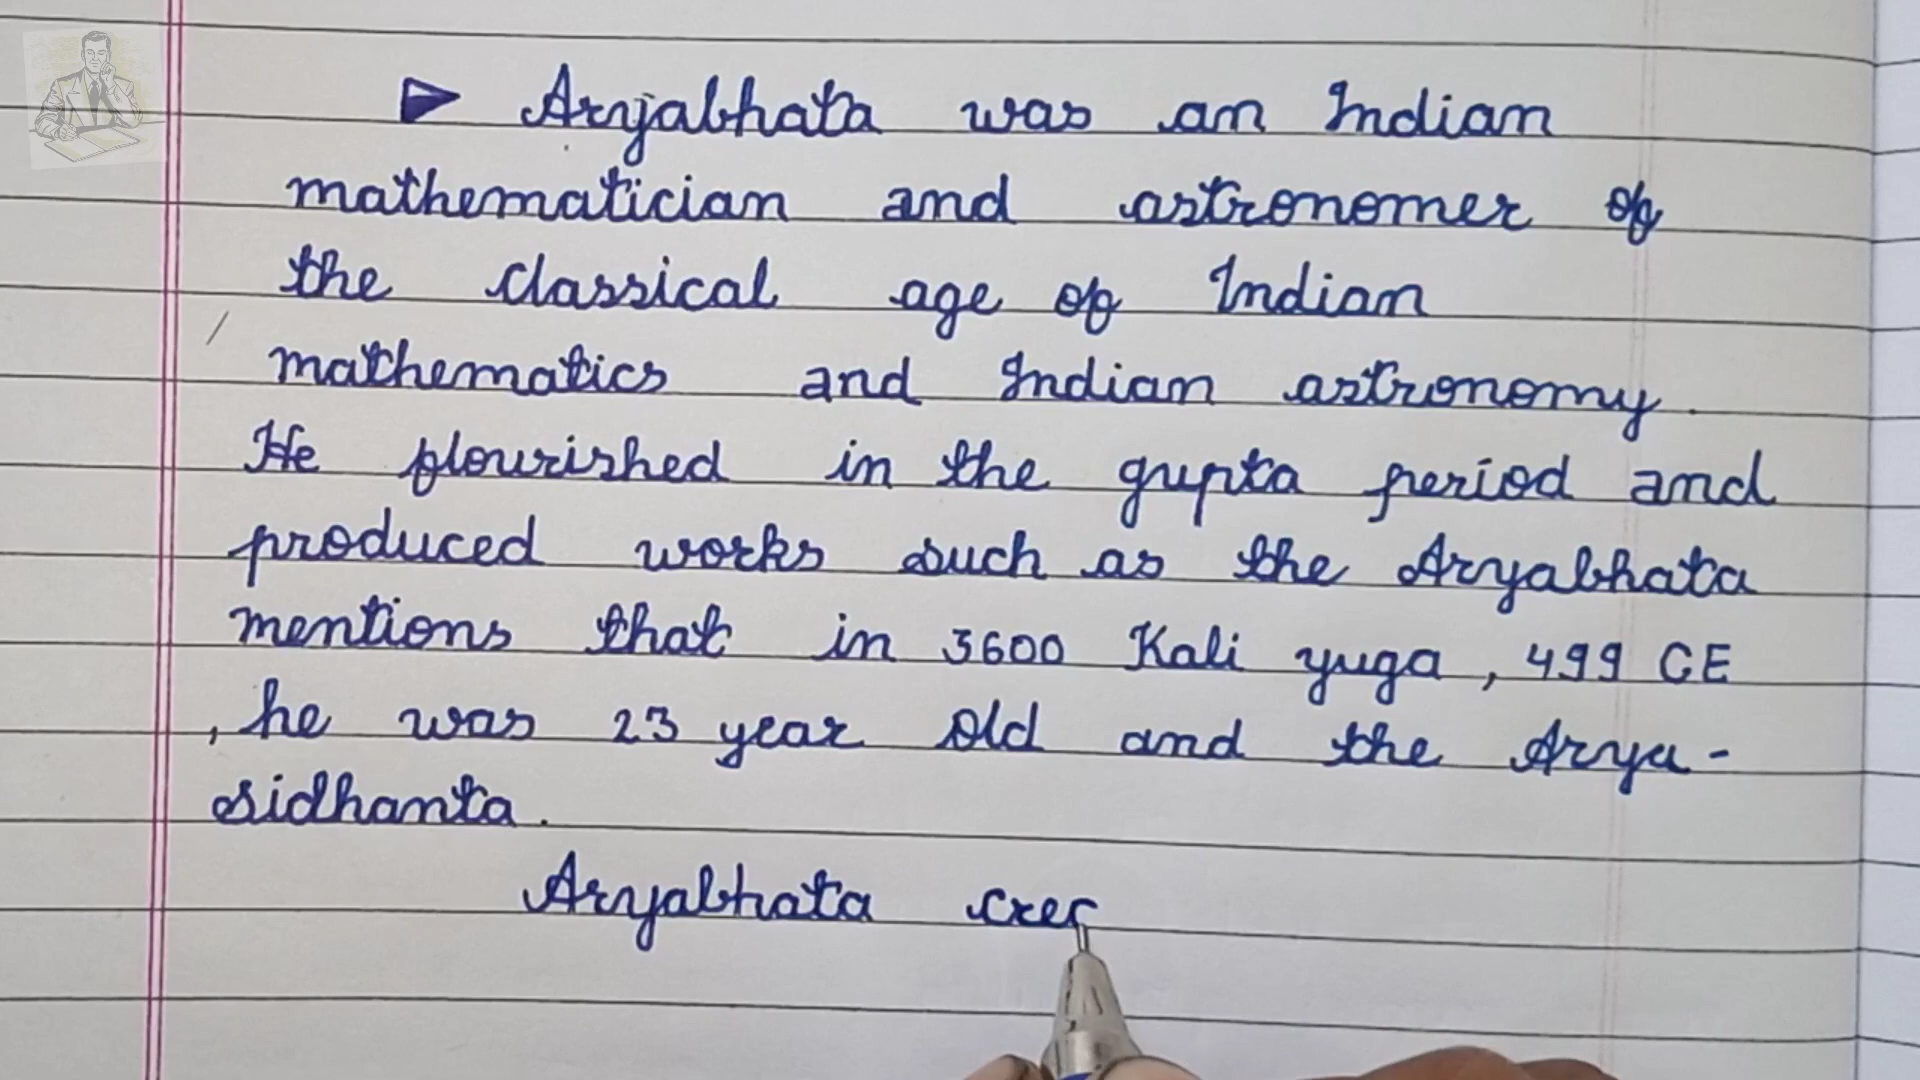 Aryabhata was an Indian
mathematician and astronomer of
the classical age of Indian
mathematics and Indian astronomy.
He flourished in the gupta period and
produced works such as the Aryabhata
mentions that in 3600 Kali yuga, 499 CE
, he was 23 year old and the Arya-
sidhanta.
Aryabhata